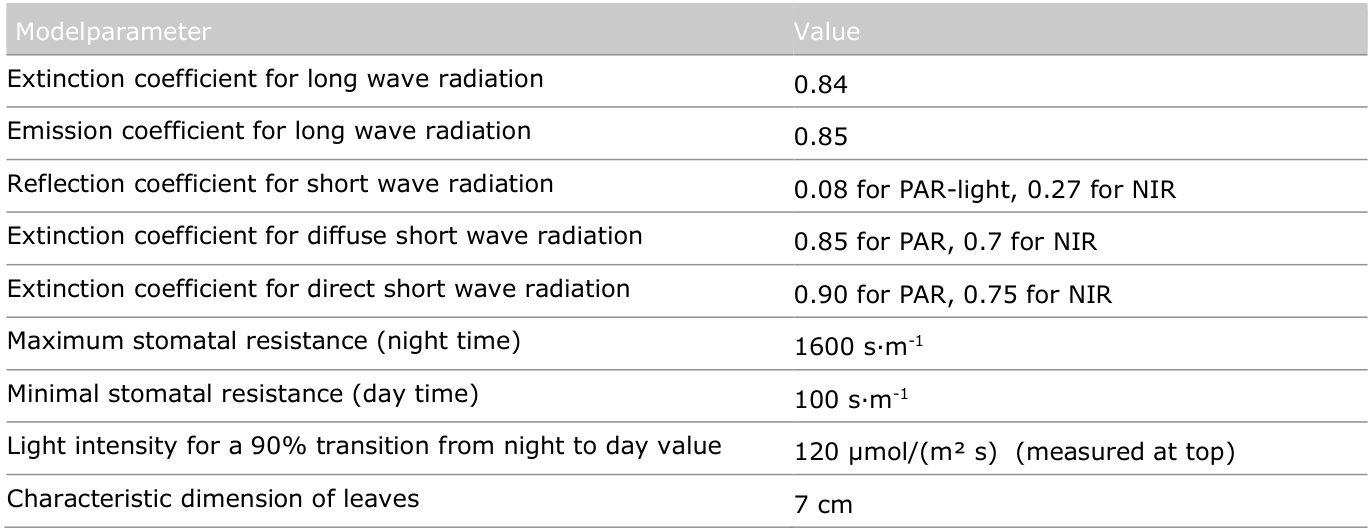 Modelparameter Value
Extinction coefficient for long wave radiation 0.84
Emission coefficient for long wave radiation 0.85
Reflection coefficient for short wave radiation 0.08 for PAR-light, 0.27 for NIR
Extinction coefficient for diffuse short wave radiation 0.85 for PAR, 0.7 for NIR
Extinction coefficient for direct short wave radiation 0.90 for PAR, 0.75 for NIR
Maximum stomatal resistance (night time) 1600 s·m⁻¹
Minimal stomatal resistance (day time) 100 s·m⁻¹
Light intensity for a 90% transition from night to day value 120 µmol/(m² s) (measured at top)
Characteristic dimension of leaves 7 cm